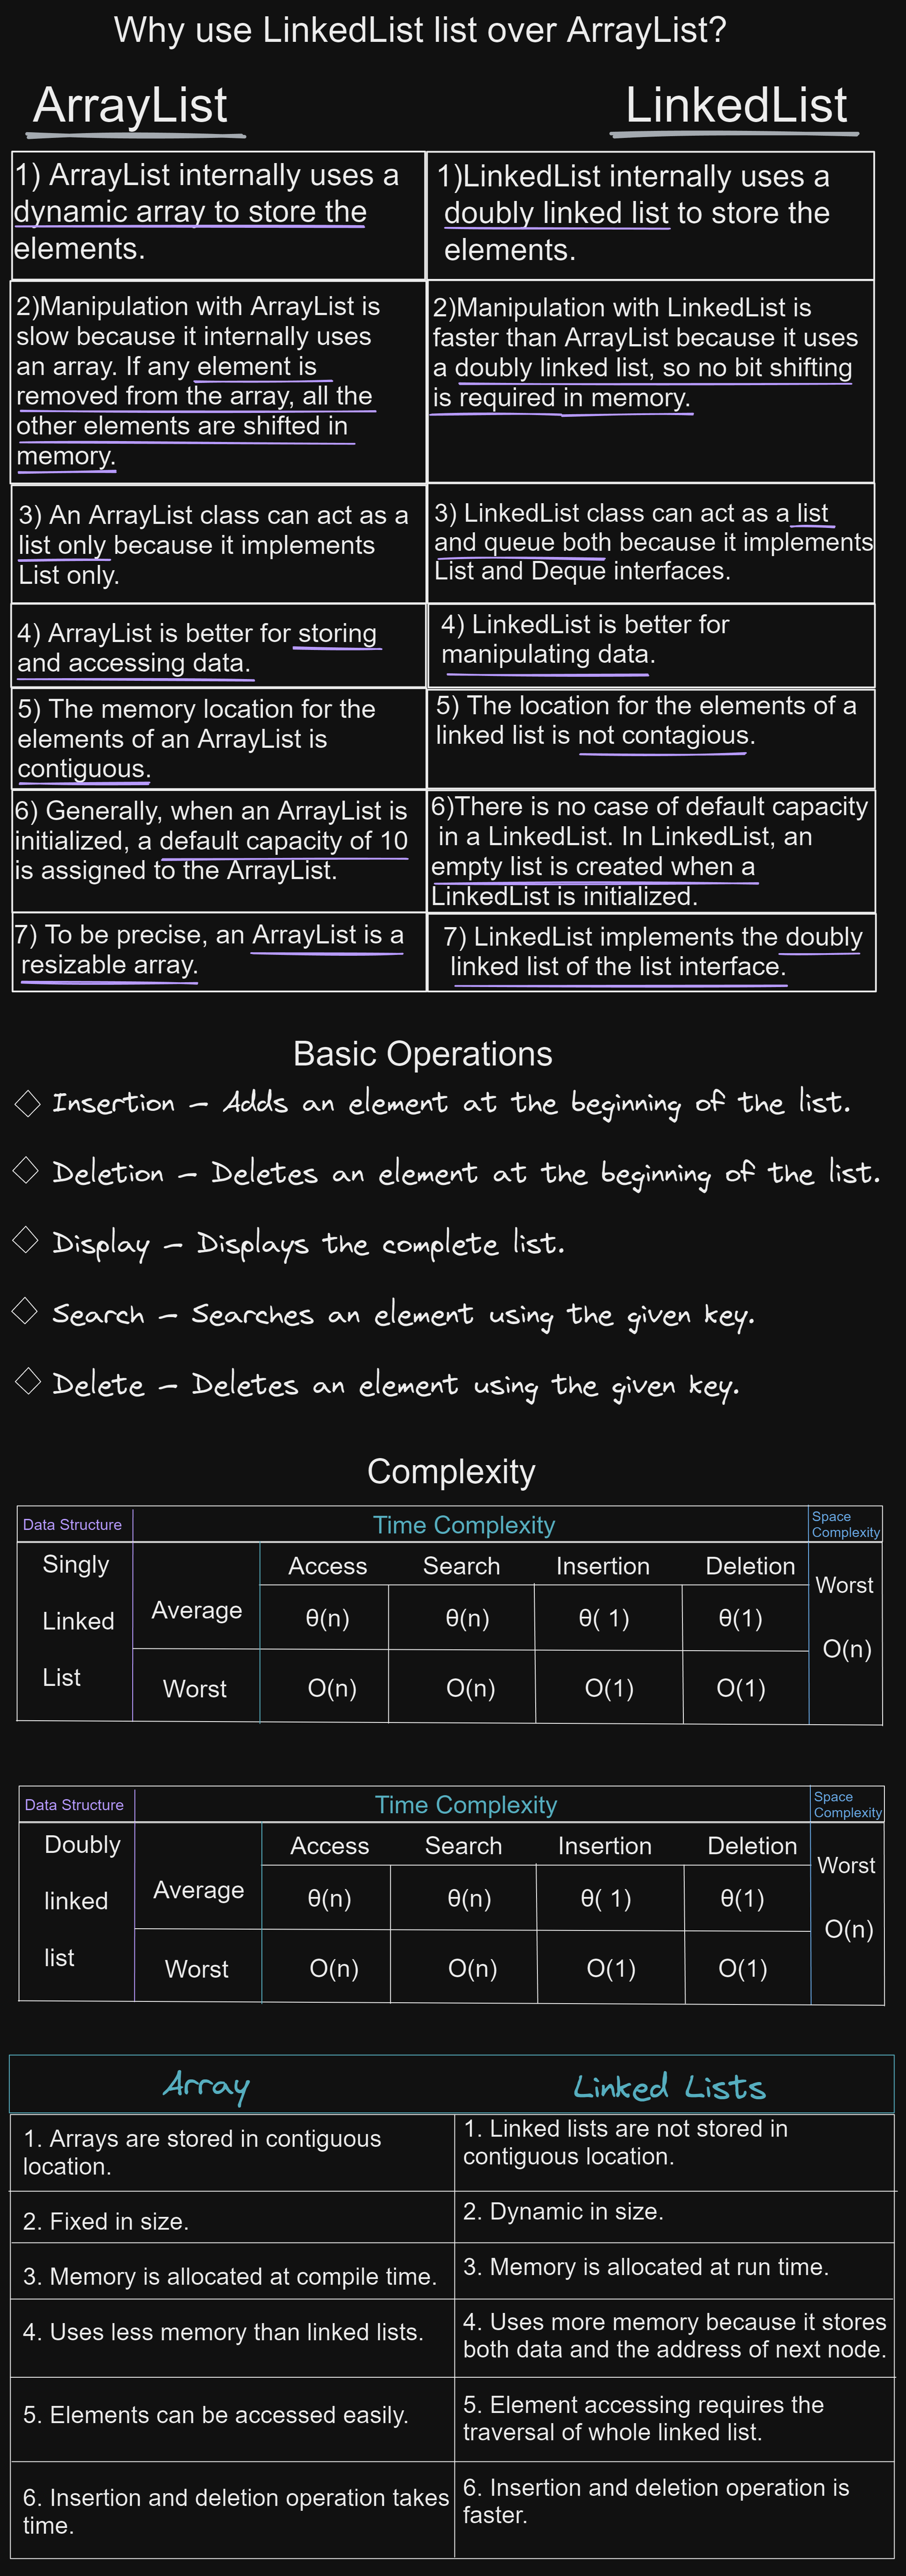 Why use LinkedList list over ArrayList?
ArrayList
LinkedList
1) ArrayList internally uses a
dynamic array to store the
elements.
1)LinkedList internally uses a
doubly linked list to store the
elements.
2)Manipulation with ArrayList is
slow because it internally uses
an array. If any element is
removed from the array, all the
other elements are shifted in
memory.
2)Manipulation with LinkedList is
faster than ArrayList because it uses
a doubly linked list, so no bit shifting
is required in memory.
3) An ArrayList class can act as a
list only because it implements
List only.
3) LinkedList class can act as a list
and queue both because it implements
List and Deque interfaces.
4) ArrayList is better for storing
and accessing data.
4) LinkedList is better for
manipulating data.
5) The memory location for the
elements of an ArrayList is
contiguous.
5) The location for the elements of a
linked list is not contagious.
6) Generally, when an ArrayList is
initialized, a default capacity of 10
is assigned to the ArrayList.
6)There is no case of default capacity
in a LinkedList. In LinkedList, an
empty list is created when a
LinkedList is initialized.
7) To be precise, an ArrayList is a
resizable array.
7) LinkedList implements the doubly
linked list of the list interface.
Basic Operations
Insertion – Adds an element at the beginning of the list.
Deletion – Deletes an element at the beginning of the list.
Display – Displays the complete list.
Search – Searches an element using the given key.
Delete – Deletes an element using the given key.
Complexity
Data Structure
Time Complexity
Space
Complexity
Singly
Linked
List
Access Search Insertion Deletion
Worst
Average θ(n) θ(n) θ( 1) θ(1)
O(n)
Worst O(n) O(n) O(1) O(1)
Data Structure
Time Complexity
Space
Complexity
Doubly
linked
list
Access Search Insertion Deletion
Worst
Average θ(n) θ(n) θ( 1) θ(1)
O(n)
Worst O(n) O(n) O(1) O(1)
Array
Linked Lists
1. Arrays are stored in contiguous
location.
1. Linked lists are not stored in
contiguous location.
2. Fixed in size.
2. Dynamic in size.
3. Memory is allocated at compile time.
3. Memory is allocated at run time.
4. Uses less memory than linked lists.
4. Uses more memory because it stores
both data and the address of next node.
5. Elements can be accessed easily.
5. Element accessing requires the
traversal of whole linked list.
6. Insertion and deletion operation takes
time.
6. Insertion and deletion operation is
faster.